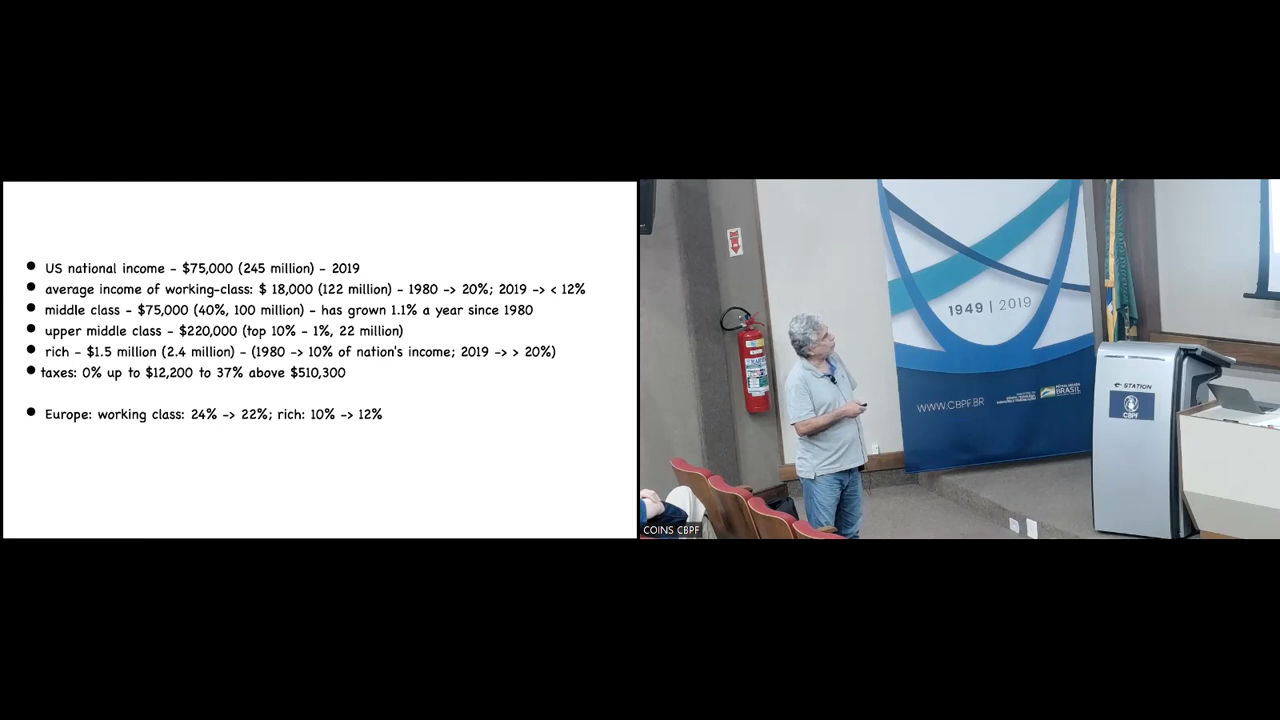 ● US national income - $75,000 (245 million) - 2019
● average income of working-class: $ 18,000 (122 million) - 1980 -> 20%; 2019 -> < 12%
● middle class - $75,000 (40%, 100 million) - has grown 1.1% a year since 1980
● upper middle class - $220,000 (top 10% - 1%, 22 million)
● rich - $1.5 million (2.4 million) - (1980 -> 10% of nation's income; 2019 -> > 20%)
● taxes: 0% up to $12,200 to 37% above $510,300
● Europe: working class: 24% -> 22%; rich: 10% -> 12%
1949 | 2019
WWW.CBPF.BR
BRASIL
STATION
CBPF
COINS CBPF